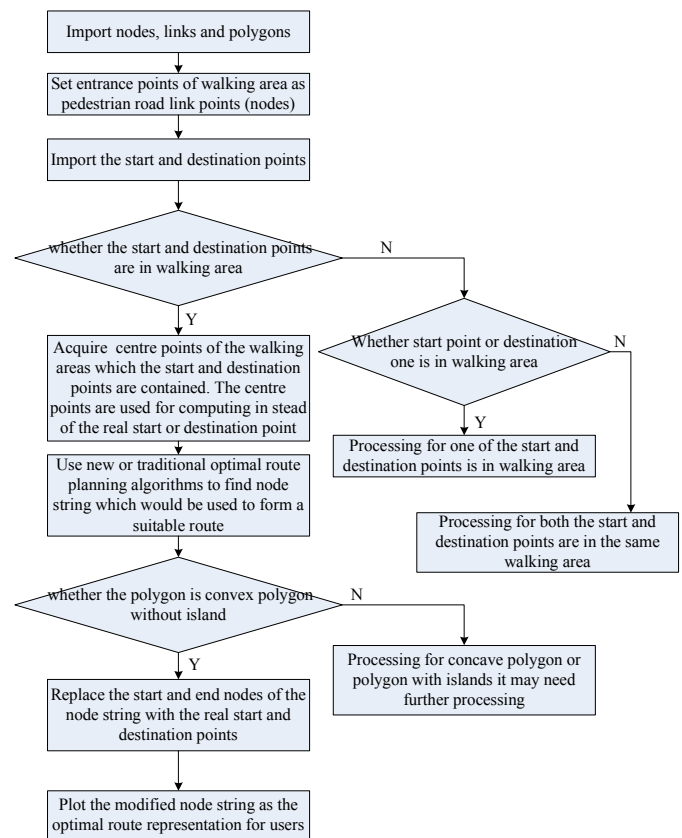 Import nodes, links and polygons
Set entrance points of walking area as
pedestrian road link points (nodes)
Import the start and destination points
whether the start and destination points
are in walking area
N
Y
Whether start point or destination
one is in walking area
N
Y
Acquire centre points of the walking
areas which the start and destination
points are contained. The centre
points are used for computing in stead
of the real start or destination point
Processing for one of the start and
destination points is in walking area
Use new or traditional optimal route
planning algorithms to find node
string which would be used to form a
suitable route
Processing for both the start and
destination points are in the same
walking area
whether the polygon is convex polygon
without island
N
Y
Processing for concave polygon or
polygon with islands it may need
further processing
Replace the start and end nodes of the
node string with the real start and
destination points
Plot the modified node string as the
optimal route representation for users